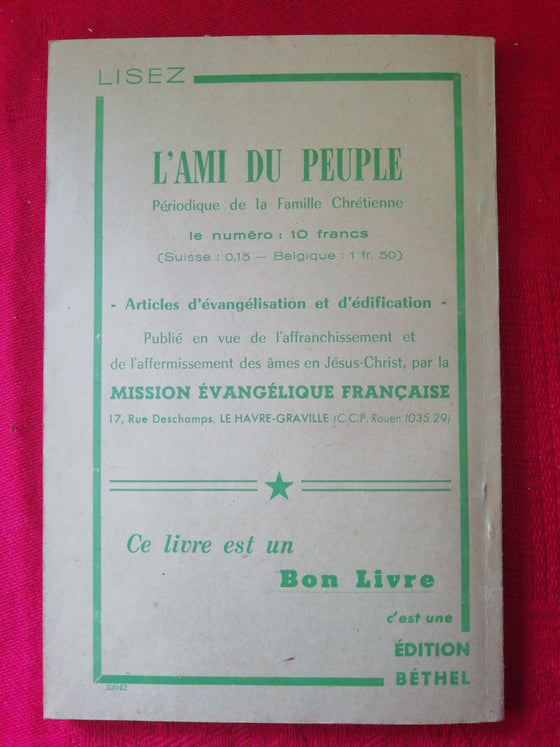 LISEZ
L'AMI DU PEUPLE
Périodique de la Famille Chrétienne
le numéro : 10 francs
(Suisse : 0,15 — Belgique : 1 fr. 50)
- Articles d'évangélisation et d'édification -
Publié en vue de l'affranchissement et
de l'affermissement des âmes en Jésus-Christ, par la
MISSION ÉVANGÉLIQUE FRANÇAISE
17, Rue Deschamps, LE HAVRE-GRAVILLE (C.C.P. Rouen 1035.29)
Ce livre est un
Bon Livre
c'est une
ÉDITION
BÉTHEL
23042